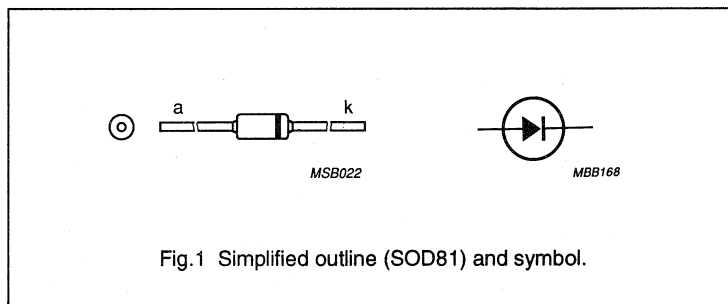 a
k
MSB022
MBB168
Fig.1 Simplified outline (SOD81) and symbol.